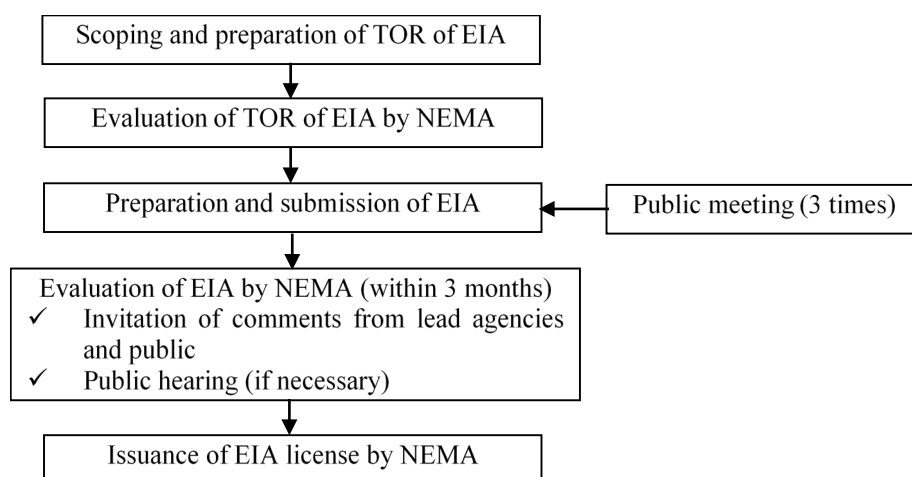 Scoping and preparation of TOR of EIA
Evaluation of TOR of EIA by NEMA
Preparation and submission of EIA
Public meeting (3 times)
Evaluation of EIA by NEMA (within 3 months)
✓ Invitation of comments from lead agencies
and public
✓ Public hearing (if necessary)
Issuance of EIA license by NEMA